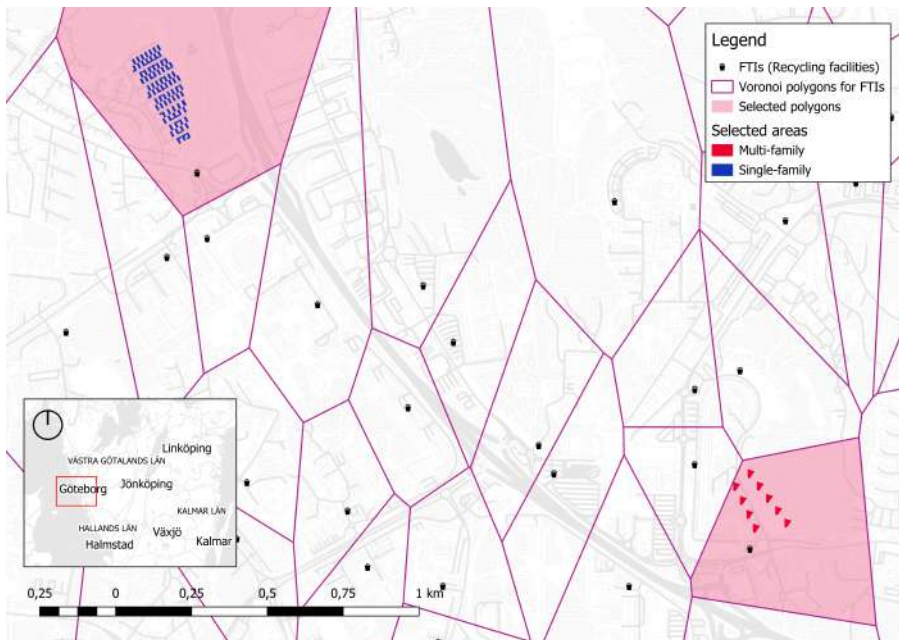 Legend
FTIs (Recycling facilities)
Voronoi polygons for FTIs
Selected polygons
Selected areas
Multi-family
Single-family
Linköping
VÄSTRA GÖTALANDS LÄN
Göteborg
Jönköping
KALMAR LÄN
HALLANDS LÄN
Växjö
Halmstad
Kalmar
0,25 0 0,25 0,5 0,75 1 km